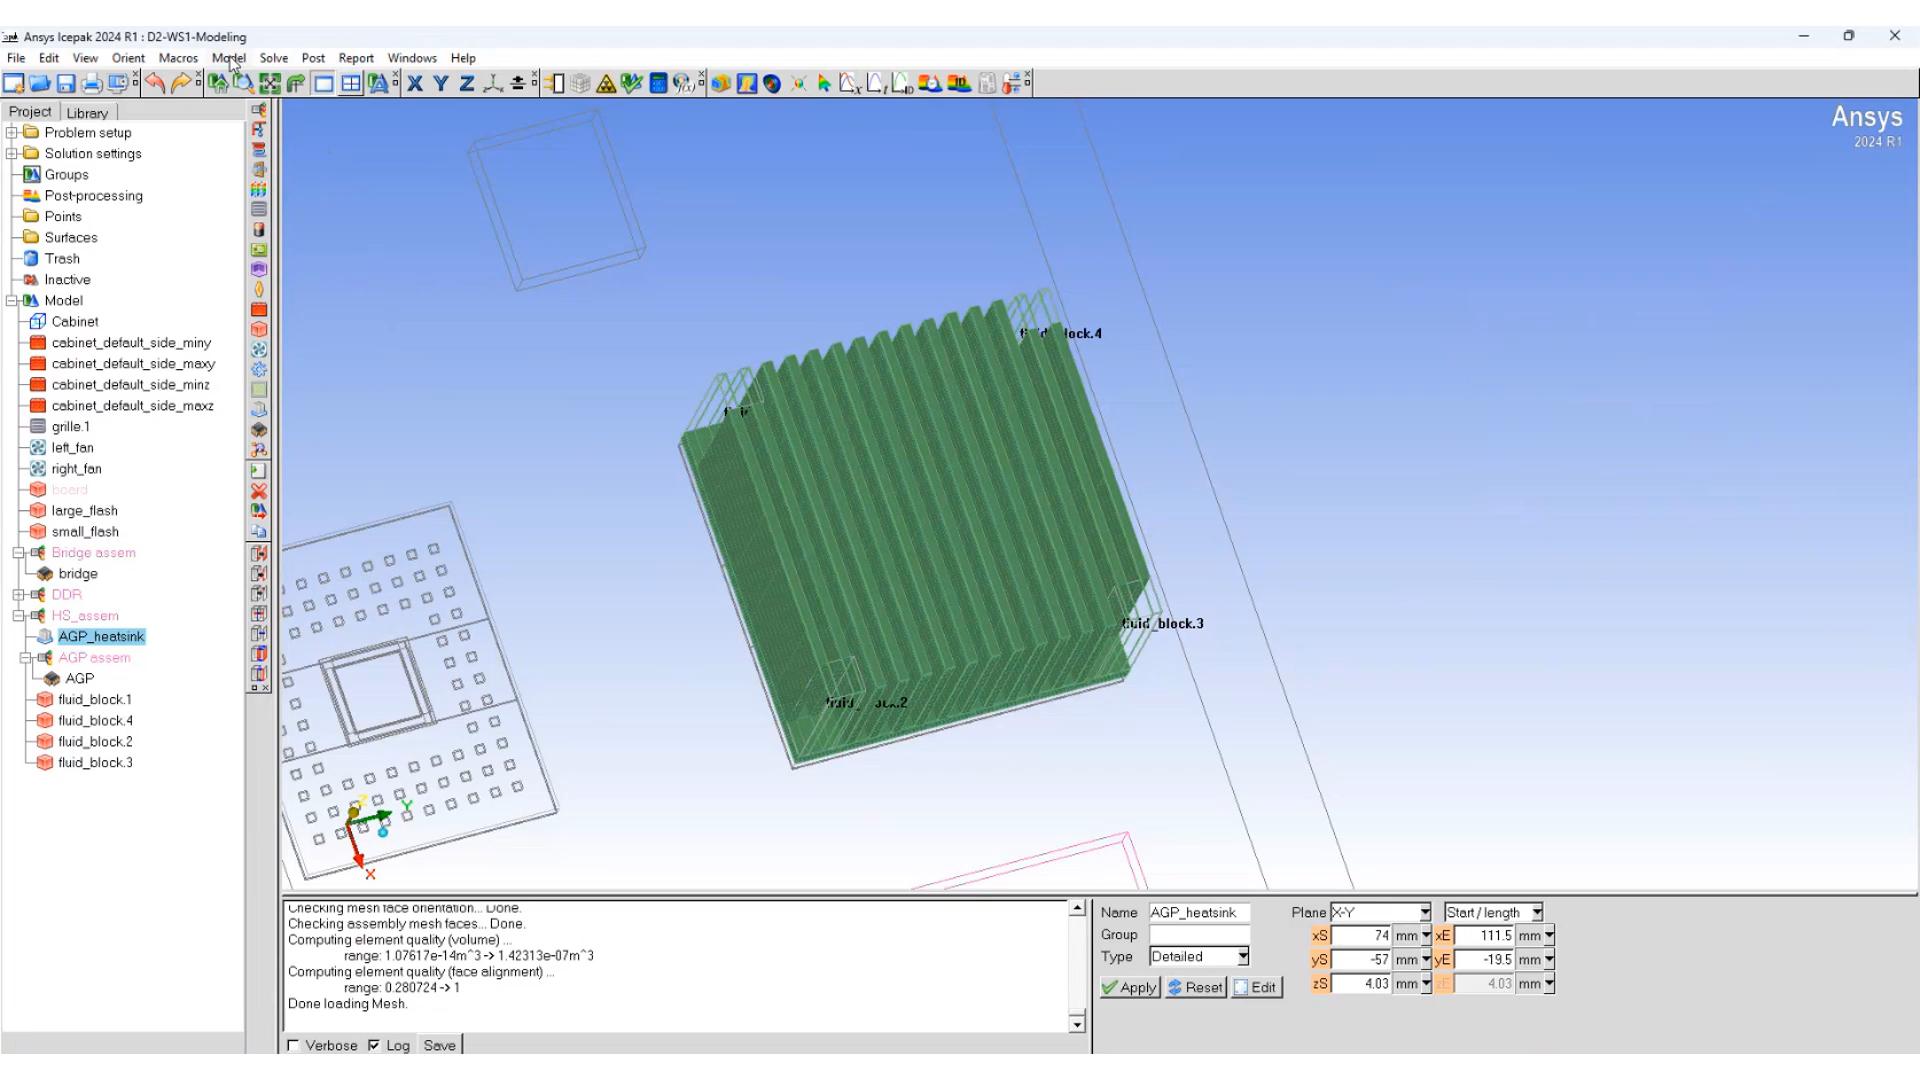 Ansys Icepak 2024 R1 : D2-WS1-Modeling
File Edit View Orient Macros Model Solve Post Report Windows Help
X Y Z
Project Library
Problem setup
Solution settings
Groups
Post-processing
Points
Surfaces
Trash
Inactive
Model
Cabinet
cabinet_default_side_miny
cabinet_default_side_maxy
cabinet_default_side_minz
cabinet_default_side_maxz
grille.1
left_fan
right_fan
board
large_flash
small_flash
Bridge assem
bridge
DDR
HS_assem
AGP_heatsink
AGP assem
AGP
fluid_block.1
fluid_block.4
fluid_block.2
fluid_block.3
Ansys
2024 R1
fluid_block.3
Z
Y
X
Checking mesh face orientation... Done.
Checking assembly mesh faces... Done.
Computing element quality (volume) ...
range: 1.07617e-14m^3 -> 1.42313e-07m^3
Computing element quality (face alignment) ...
range: 0.280724 -> 1
Done loading Mesh.
Verbose Log Save
Name AGP_heatsink
Group
Type Detailed
Apply Reset Edit
Plane X-Y Start / length
xS 74 mm xE 111.5 mm
yS -57 mm yE -19.5 mm
zS 4.03 mm zE 4.03 mm